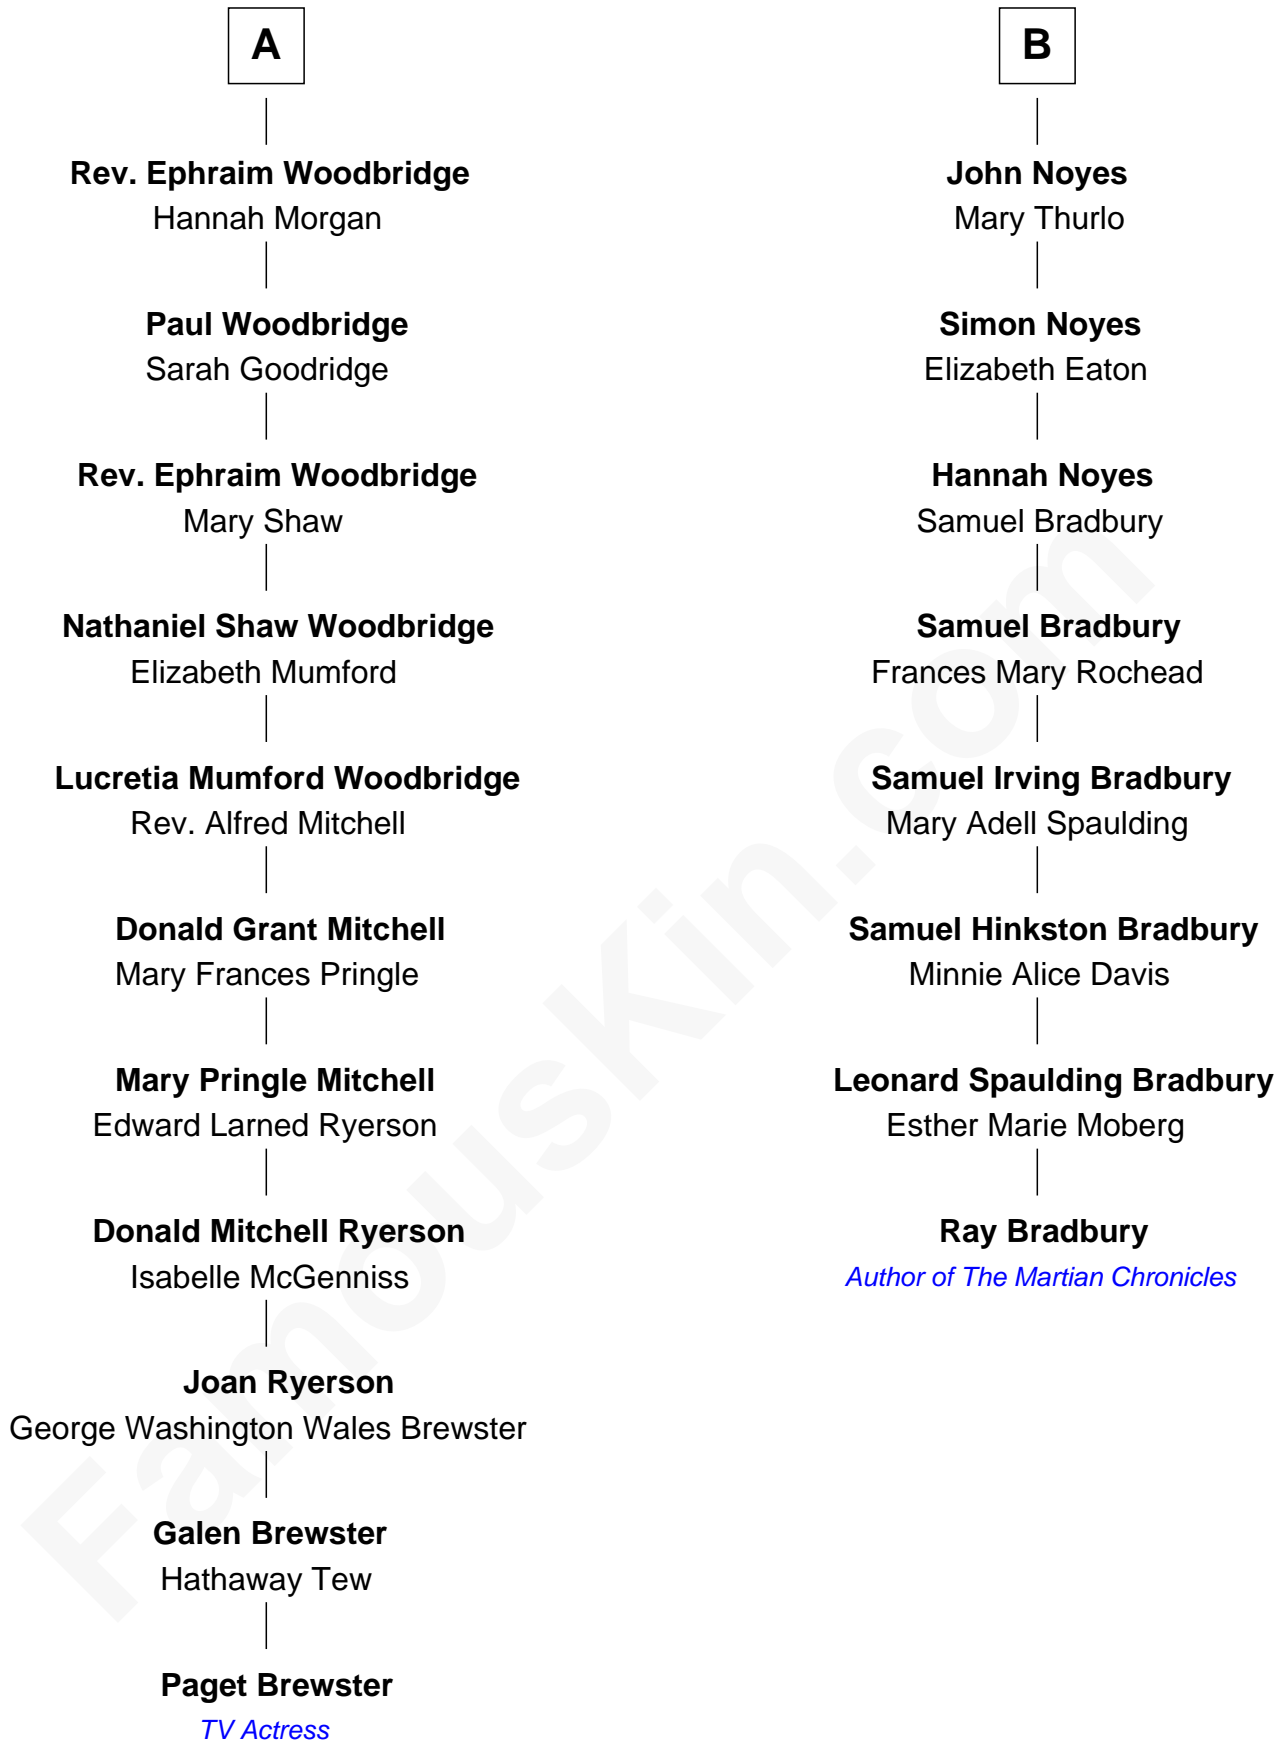 A
Rev. Ephraim Woodbridge
Hannah Morgan
Paul Woodbridge
Sarah Goodridge
Rev. Ephraim Woodbridge
Mary Shaw
Nathaniel Shaw Woodbridge
Elizabeth Mumford
Lucretia Mumford Woodbridge
Rev. Alfred Mitchell
Donald Grant Mitchell
Mary Frances Pringle
Mary Pringle Mitchell
Edward Larned Ryerson
Donald Mitchell Ryerson
Isabelle McGenniss
Joan Ryerson
George Washington Wales Brewster
Galen Brewster
Hathaway Tew
Paget Brewster
TV Actress
B
John Noyes
Mary Thurlo
Simon Noyes
Elizabeth Eaton
Hannah Noyes
Samuel Bradbury
Samuel Bradbury
Frances Mary Rochead
Samuel Irving Bradbury
Mary Adell Spaulding
Samuel Hinkston Bradbury
Minnie Alice Davis
Leonard Spaulding Bradbury
Esther Marie Moberg
Ray Bradbury
Author of The Martian Chronicles
FamousKin.com